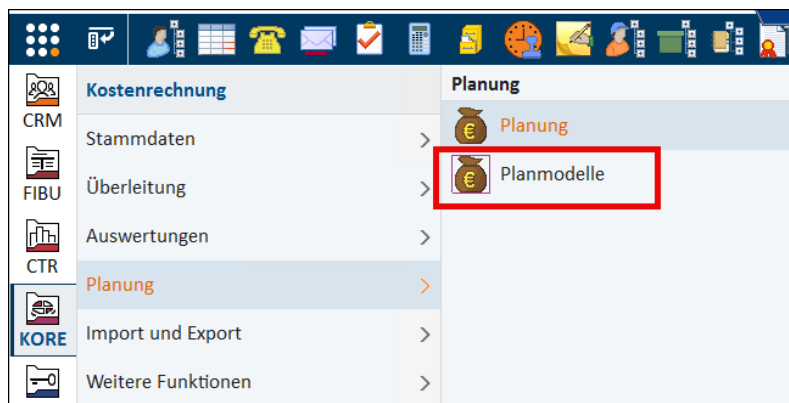 CRM
FIBU
CTR
KORE
Kostenrechnung
Stammdaten
Überleitung
Auswertungen
Planung
Import und Export
Weitere Funktionen
Planung
Planung
Planmodelle